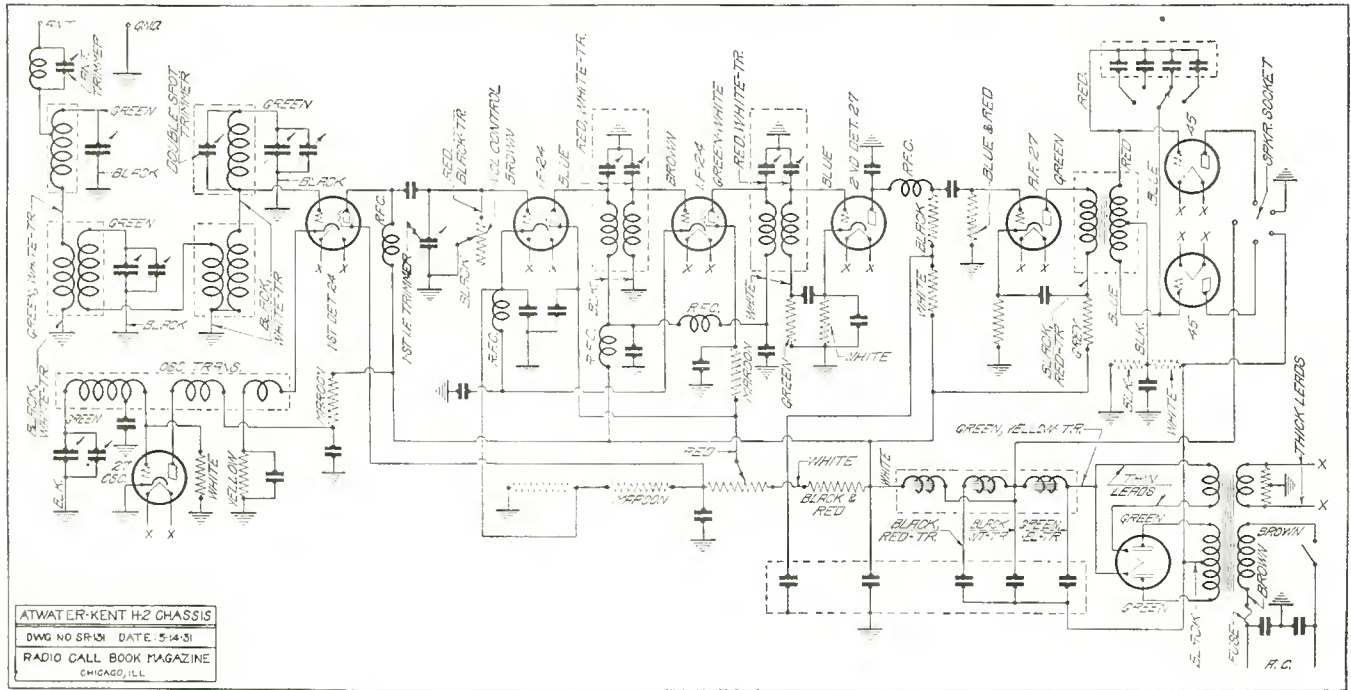 ANT
GND.
ANT. TRIMMER
GREEN
BLACK
DOUBLE SPOT TRIMMER
GREEN
BLACK
GREEN, WHITE-TR.
GREEN
BLACK
BLACK, WHITE-TR.
BLACK, WHITE-TR
1ST DET 24
R.F.C.
1ST I.F. TRIMMER
RED, BLACK-TR.
VOL CONTROL
BLACK
BROWN
I.F. 24
BLUE
RED, WHITE-TR.
BLK.
R.F.C.
R.F.C.
R.F.C.
BROWN
I.F. 24
GREEN-WHITE
RED, WHITE-TR.
WHITE
MAROON
GREEN
BLUE
2ND DET. 27
WHITE
R.F.C.
BLACK
WHITE
BLUE & RED
A.F. 27
GREEN
BLACK, RED-TR.
GREY
RED.
RED
BLUE
BLUE
45
45
SPKR. SOCKET
BLK.
BLK.
WHITE
OSC TRANS.
GREEN
BLK.
27 OSC.
WHITE
YELLOW
MAROON
RED
MAROON
WHITE
BLACK & RED
WHITE
GREEN, YELLOW-TR.
BLACK, RED-TR.
THIN LEADS
THICK LEADS
GREEN
GREEN
BLACK
BROWN
BROWN
FUSE
A.C.
X X
X X
X X
X X
X X
X X
X X
X X
X
X
ATWATER-KENT H-2 CHASSIS
DWG NO SR-131 DATE: 5-14-31
RADIO CALL BOOK MAGAZINE
CHICAGO, ILL